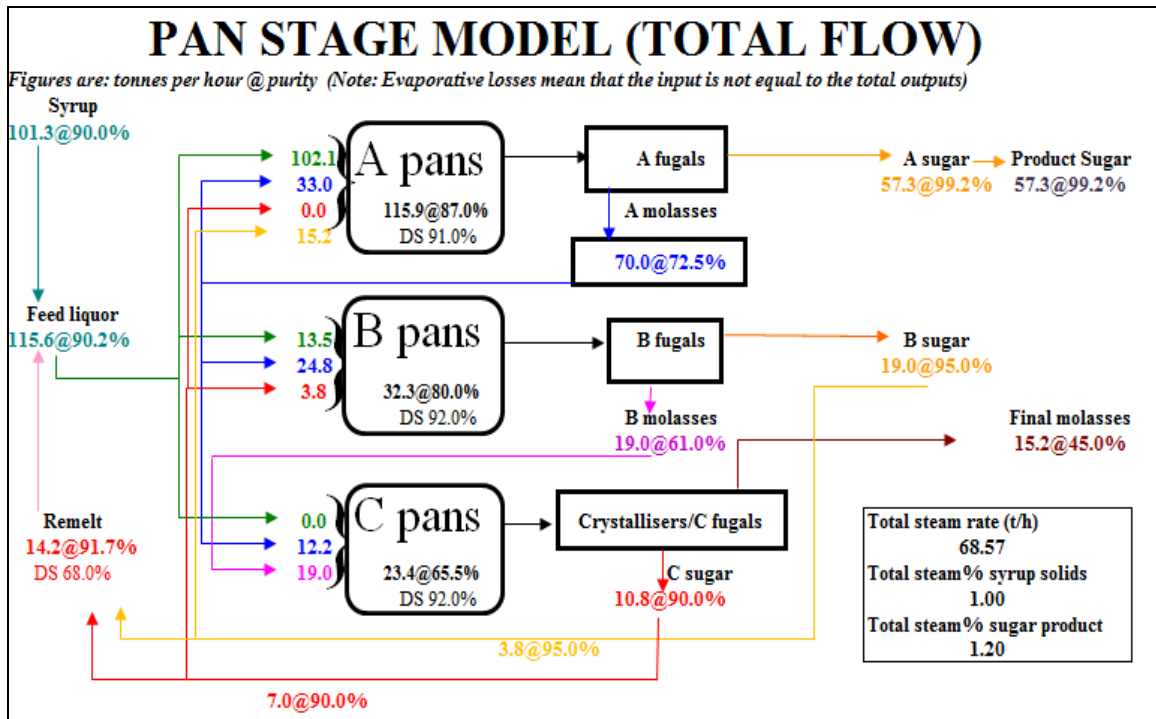 PAN STAGE MODEL (TOTAL FLOW)
Figures are: tonnes per hour @ purity (Note: Evaporative losses mean that the input is not equal to the total outputs)
Syrup
101.3@90.0%
102.1
33.0
0.0
15.2
A pans
115.9@87.0%
DS 91.0%
A fugals
A sugar
57.3@99.2%
Product Sugar
57.3@99.2%
A molasses
70.0@72.5%
Feed liquor
115.6@90.2%
13.5
24.8
3.8
B pans
32.3@80.0%
DS 92.0%
B fugals
B sugar
19.0@95.0%
B molasses
19.0@61.0%
Final molasses
15.2@45.0%
Remelt
14.2@91.7%
DS 68.0%
0.0
12.2
19.0
C pans
23.4@65.5%
DS 92.0%
Crystallisers/C fugals
C sugar
10.8@90.0%
Total steam rate (t/h)
68.57
Total steam% syrup solids
1.00
Total steam% sugar product
1.20
3.8@95.0%
7.0@90.0%